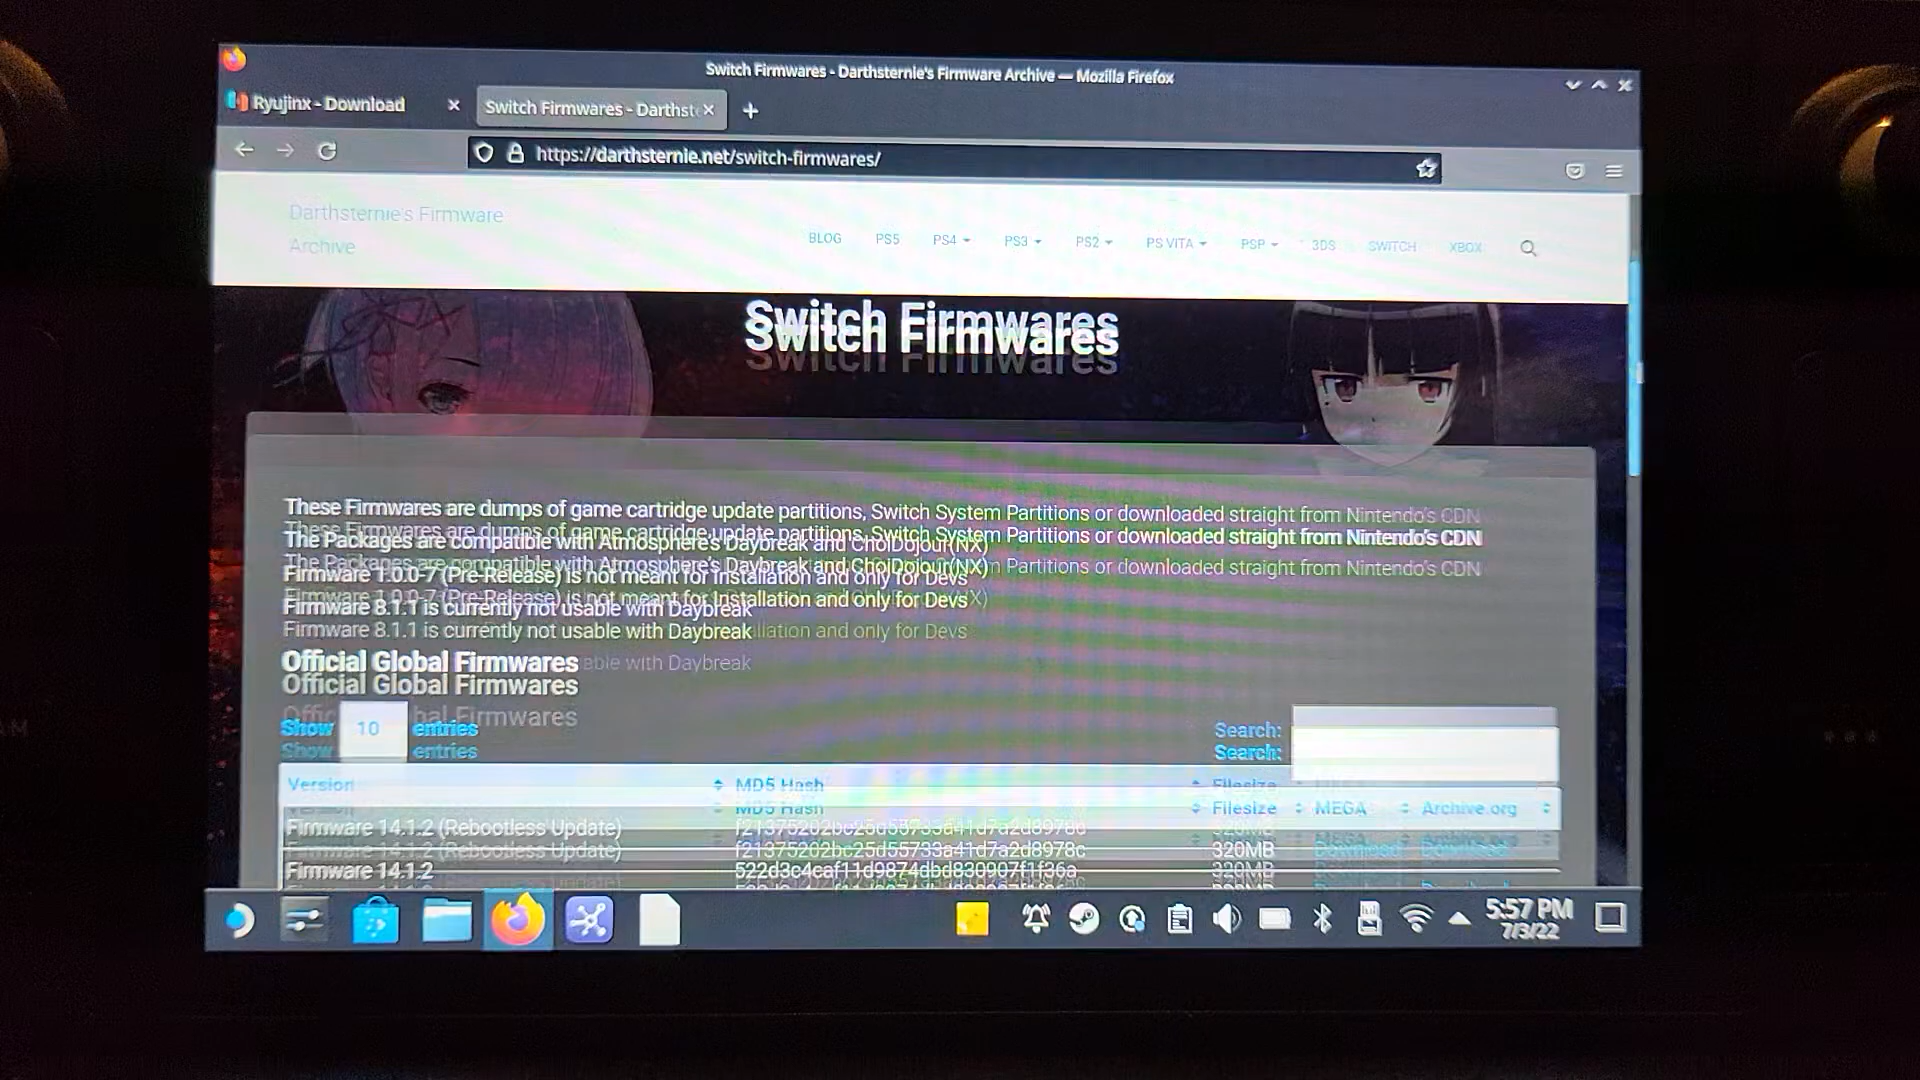 Switch Firmwares - Darthsternie's Firmware Archive — Mozilla Firefox
Ryujinx - Download
Switch Firmwares - Darthst
https://darthsternie.net/switch-firmwares/
Darthsternie's Firmware
Archive
BLOG PS5 PS4 PS3 PS2 PS VITA PSP 3DS SWITCH XBOX
Switch Firmwares
These Firmwares are dumps of game cartridge update partitions, Switch System Partitions or downloaded straight from Nintendo's CDN
The Packages are compatible with Atmosphere's Daybreak and ChoiDojour(NX)
Firmware 1.0.0-7 (Pre-Release) is not meant for Installation and only for Devs
Firmware 8.1.1 is currently not usable with Daybreak
Official Global Firmwares
Show 10 entries
Search:
Version MD5 Hash Filesize MEGA Archive.org
Firmware 14.1.2 (Rebootless Update) f21375202bc25d55733a41d7a2d8978c 320MB Download Download
Firmware 14.1.2 522d3c4caf11d9874dbd830907f1f36a 320MB
5:57 PM
7/3/22